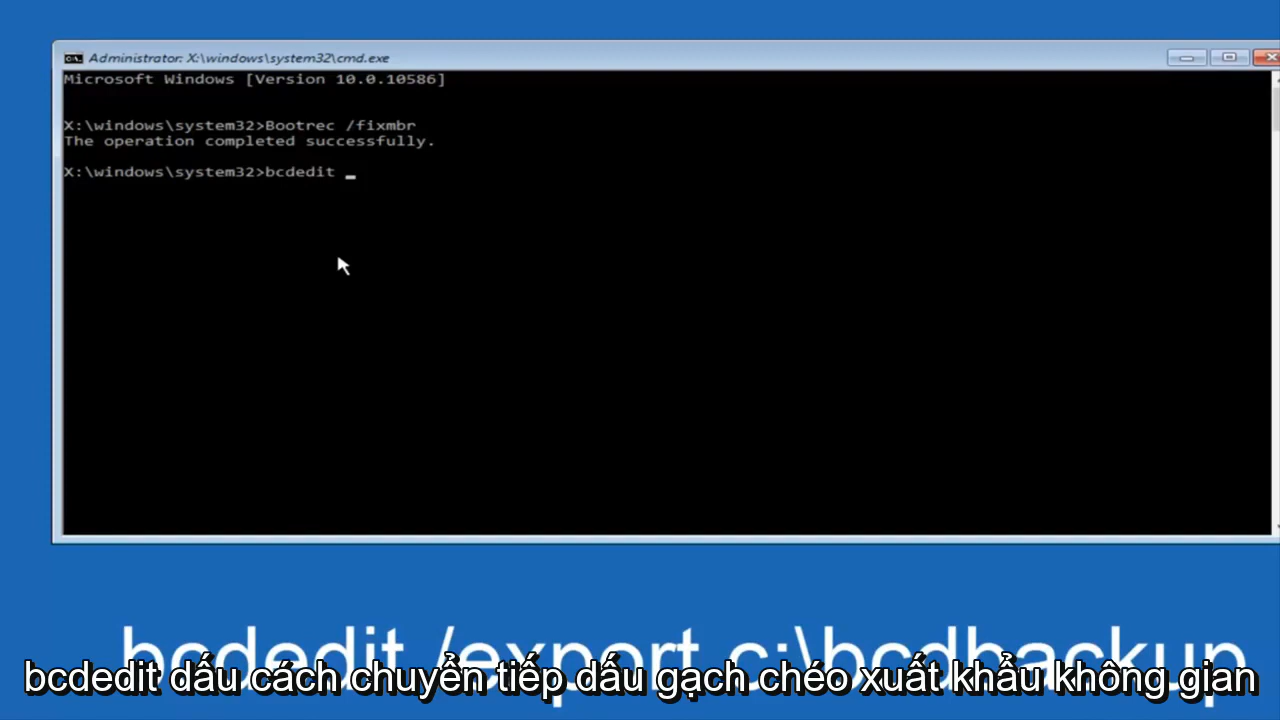 Administrator: X:\windows\system32\cmd.exe
Microsoft Windows [Version 10.0.10586]
X:\windows\system32>Bootrec /fixmbr
The operation completed successfully.
X:\windows\system32>bcdedit _
bcdedit /export c:\bcdbackup
bcdedit dấu cách chuyển tiếp dấu gạch chéo xuất khẩu không gian